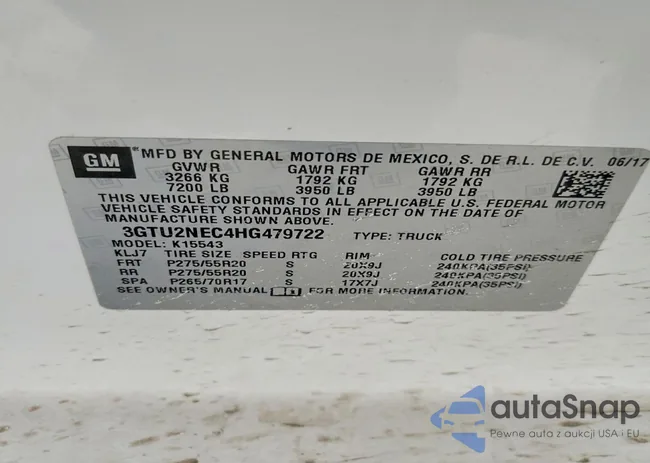 GM MFD BY GENERAL MOTORS DE MEXICO, S. DE R.L. DE C.V. 06/17
GVWR GAWR FRT GAWR RR
3266 KG 1792 KG 1792 KG
7200 LB 3950 LB 3950 LB
THIS VEHICLE CONFORMS TO ALL APPLICABLE U.S. FEDERAL MOTOR
VEHICLE SAFETY STANDARDS IN EFFECT ON THE DATE OF
MANUFACTURE SHOWN ABOVE.
3GTU2NEC4HG479722 TYPE: TRUCK
MODEL: K15543
KLJ7 TIRE SIZE SPEED RTG RIM COLD TIRE PRESSURE
FRT P275/55R20 S 20X9J 240KPA(35PSI)
RR P275/55R20 S 20X9J 240KPA(35PSI)
SPA P265/70R17 S 17X7J 240KPA(35PSI)
SEE OWNER'S MANUAL FOR MORE INFORMATION.
autaSnap
Pewne auta z aukcji USA i EU